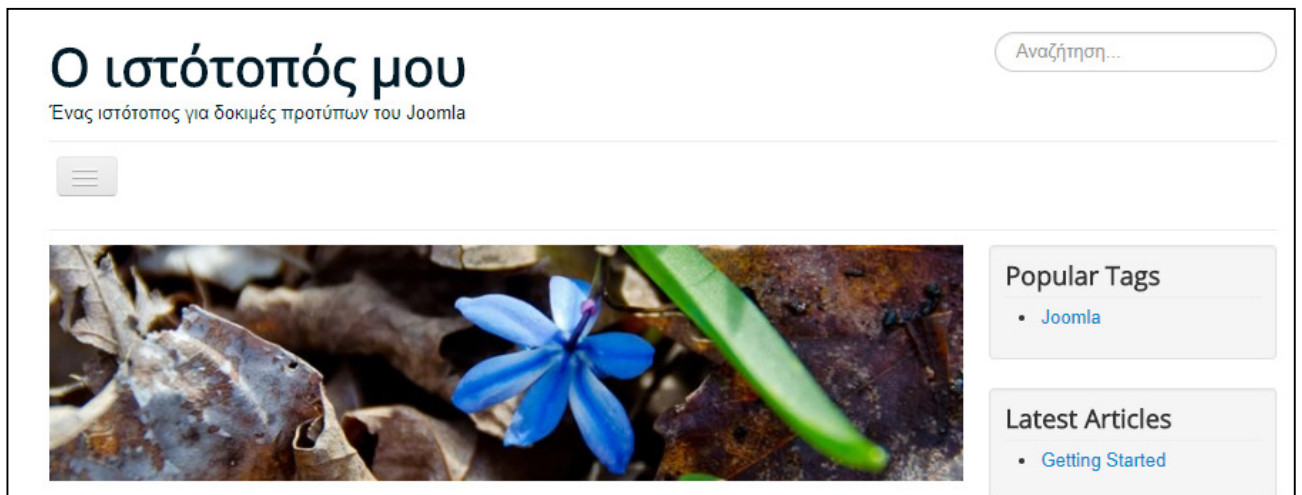 Ο ιστότοπός μου
Ένας ιστότοπος για δοκιμές προτύπων του Joomla
Αναζήτηση...
Popular Tags
Joomla
Latest Articles
Getting Started